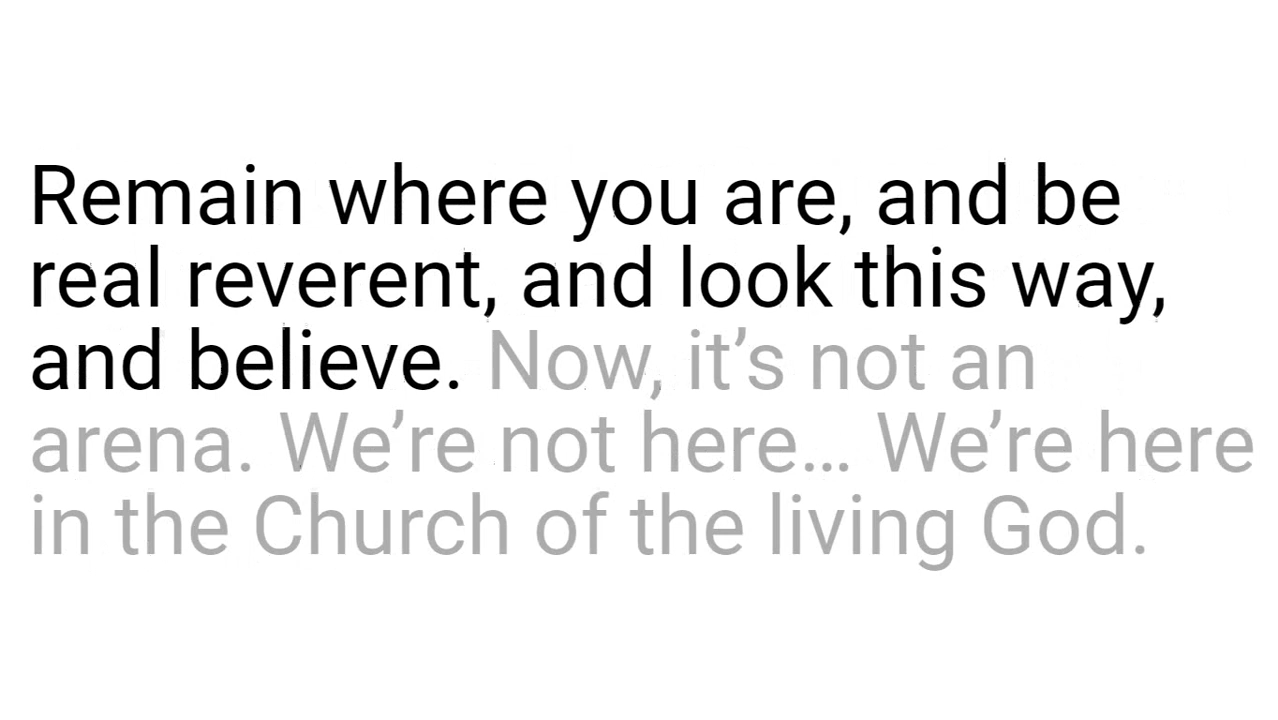 Remain where you are, and be
real reverent, and look this way,
and believe. Now, it’s not an
arena. We’re not here… We’re here
in the Church of the living God.